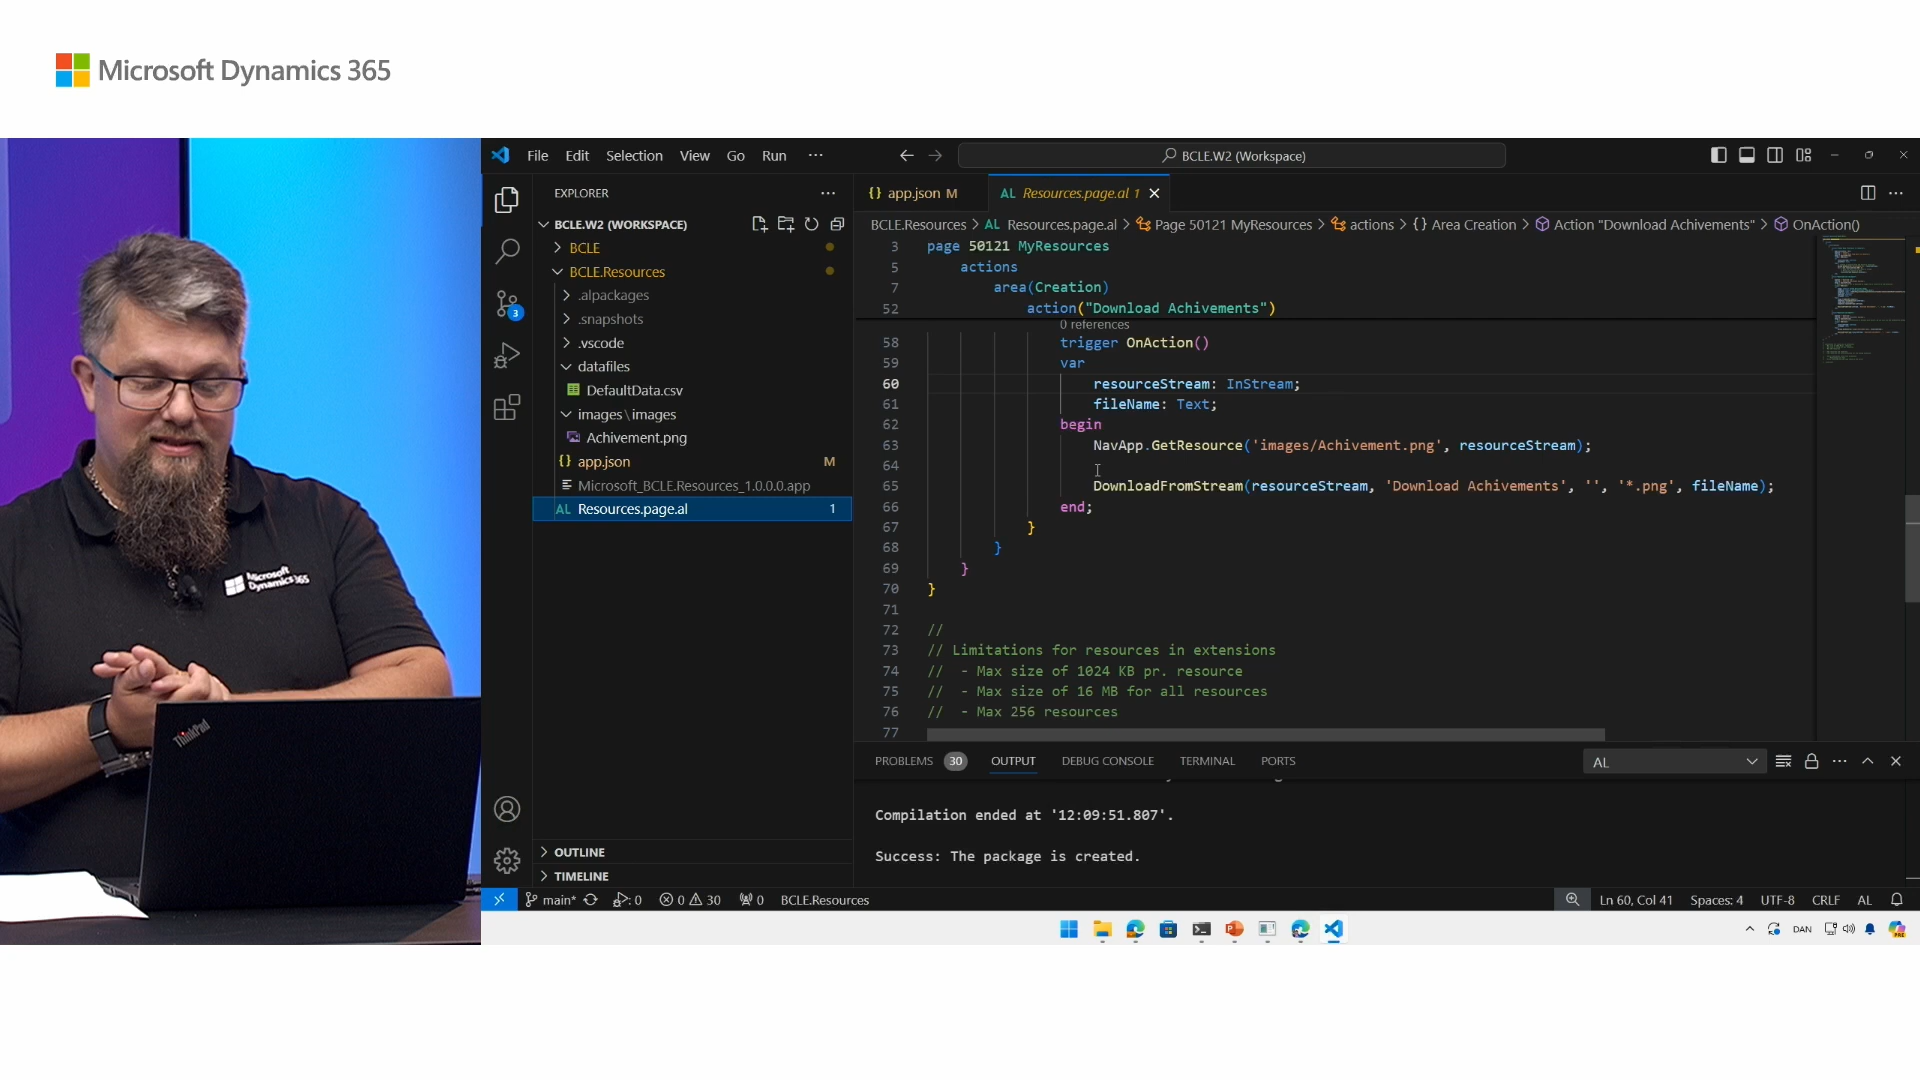 Microsoft Dynamics 365
File Edit Selection View Go Run ···
BCLE.W2 (Workspace)
EXPLORER
BCLE.W2 (WORKSPACE)
BCLE
BCLE.Resources
.alpackages
.snapshots
.vscode
datafiles
DefaultData.csv
images\images
Achivement.png
{} app.json M
Microsoft_BCLE.Resources_1.0.0.0.app
AL Resources.page.al 1
OUTLINE
TIMELINE
3
{} app.json M
AL Resources.page.al 1
BCLE.Resources > AL Resources.page.al > Page 50121 MyResources > actions > {} Area Creation > Action "Download Achivements" > OnAction()
3 page 50121 MyResources
5 actions
7 area(Creation)
52 action("Download Achivements")
0 references
58 trigger OnAction()
59 var
60 resourceStream: InStream;
61 fileName: Text;
62 begin
63 NavApp.GetResource('images/Achivement.png', resourceStream);
64
65 DownloadFromStream(resourceStream, 'Download Achivements', '', '*.png', fileName);
66 end;
67 }
68 }
69 }
70 }
71
72 //
73 // Limitations for resources in extensions
74 // - Max size of 1024 KB pr. resource
75 // - Max size of 16 MB for all resources
76 // - Max 256 resources
77
PROBLEMS 30 OUTPUT DEBUG CONSOLE TERMINAL PORTS AL
Compilation ended at '12:09:51.807'.
Success: The package is created.
main* 0 0 30 0 BCLE.Resources Ln 60, Col 41 Spaces: 4 UTF-8 CRLF AL
DAN
Microsoft
Dynamics 365
ThinkPad